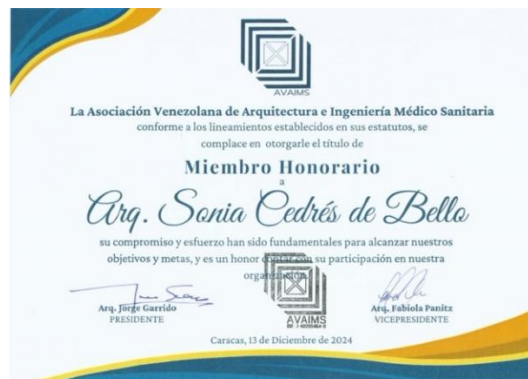 AVAIMS
La Asociación Venezolana de Arquitectura e Ingeniería Médico Sanitaria
conforme a los lineamientos establecidos en sus estatutos, se
complace en otorgarle el título de
Miembro Honorario
a
Arq. Sonia Cedrés de Bello
su compromiso y esfuerzo han sido fundamentales para alcanzar nuestros
objetivos y metas, y es un honor contar con su participación en nuestra
organización.
AVAIMS
Arq. Jorge Garrido
PRESIDENTE
Arq. Fabiola Panitz
VICEPRESIDENTE
Caracas, 13 de Diciembre de 2024